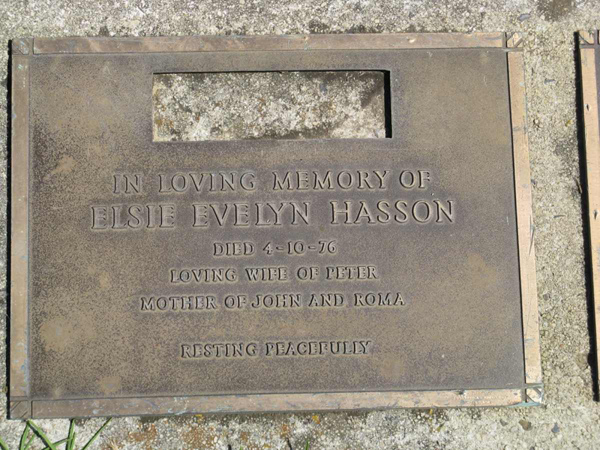 IN LOVING MEMORY OF
ELSIE EVELYN HASSON
DIED 4-10-76
LOVING WIFE OF PETER
MOTHER OF JOHN AND ROMA
RESTING PEACEFULLY